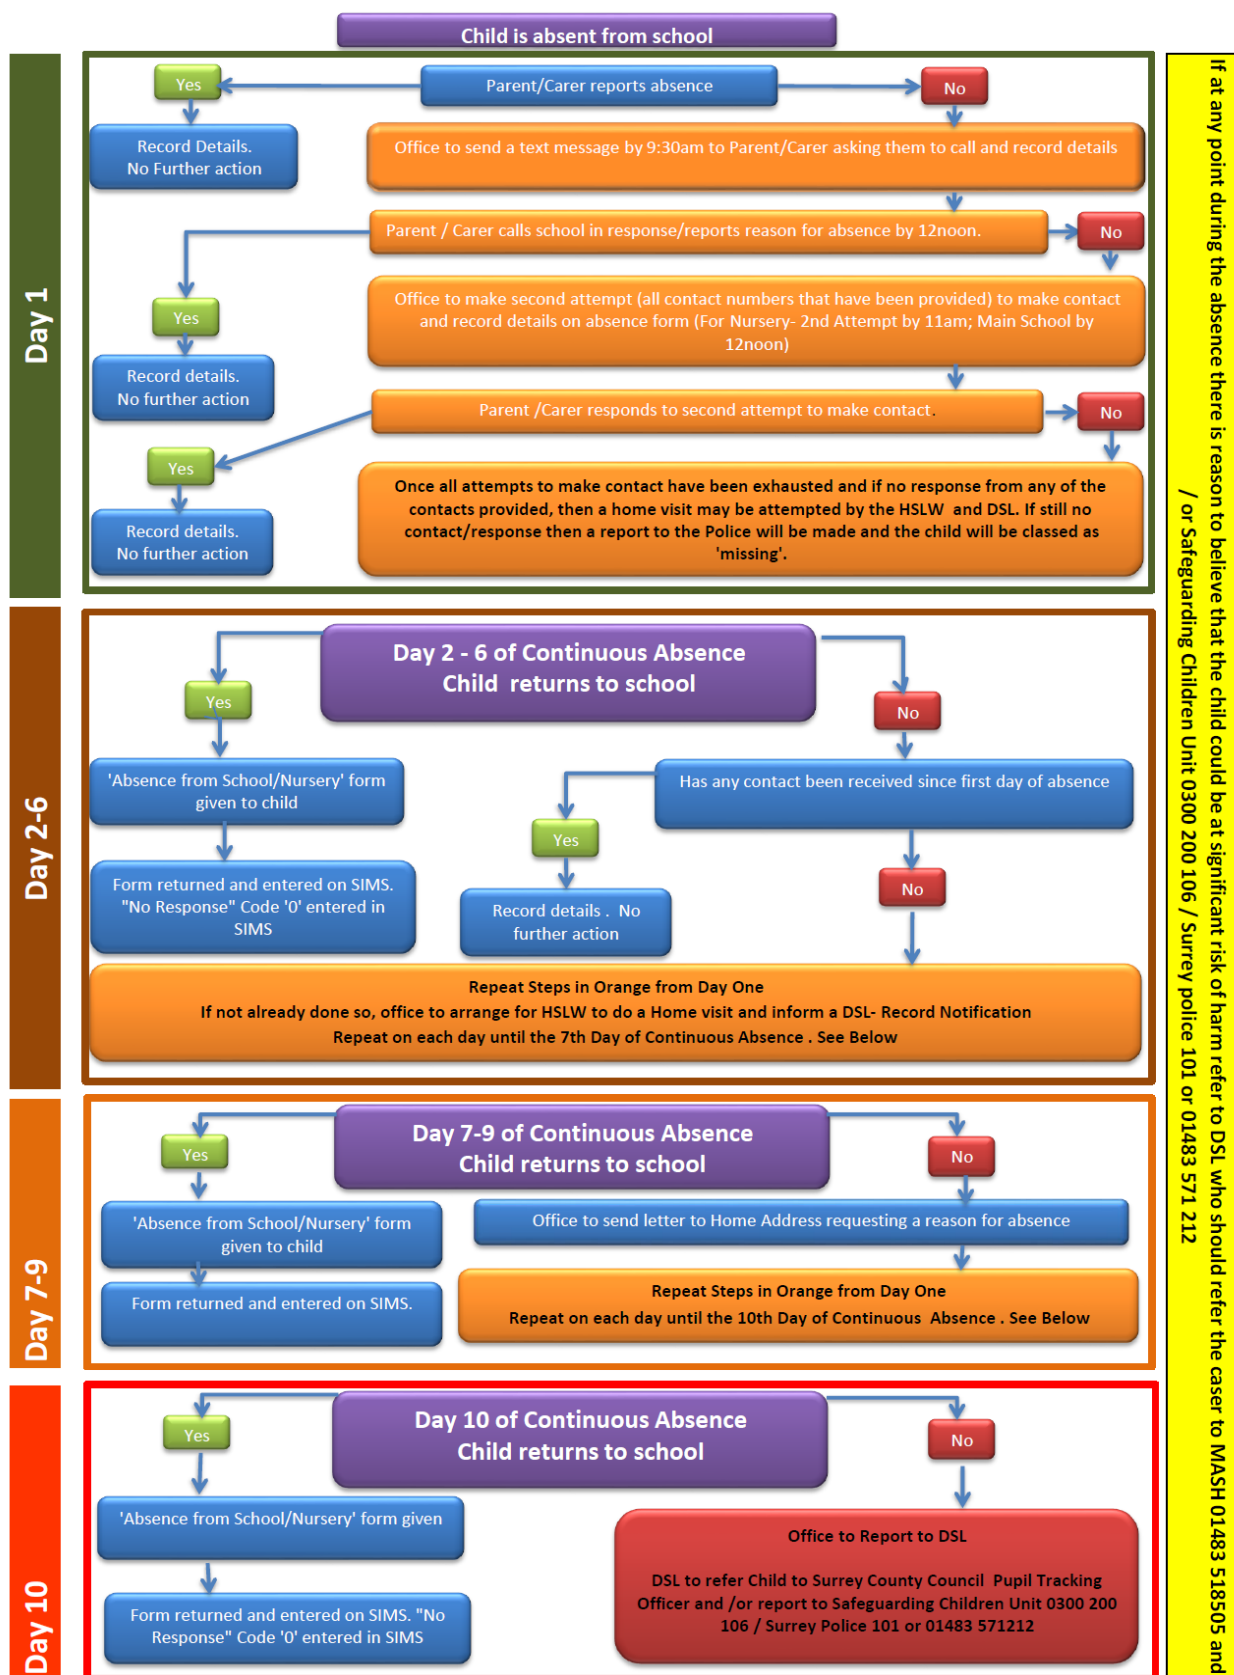 Child is absent from school
Day 1
Parent/Carer reports absence
Yes
No
Record Details.
No Further action
Office to send a text message by 9:30am to Parent/Carer asking them to call and record details
Parent / Carer calls school in response/reports reason for absence by 12noon.
No
Yes
Office to make second attempt (all contact numbers that have been provided) to make contact
and record details on absence form (For Nursery- 2nd Attempt by 11am; Main School by
12noon)
Record details.
No further action
Parent /Carer responds to second attempt to make contact.
No
Yes
Record details.
No further action
Once all attempts to make contact have been exhausted and if no response from any of the
contacts provided, then a home visit may be attempted by the HSLW  and DSL. If still no
contact/response then a report to the Police will be made and the child will be classed as
'missing'.
Day 2-6
Day 2 - 6 of Continuous Absence
Child  returns to school
Yes
No
'Absence from School/Nursery' form
given to child
Has any contact been received since first day of absence
Yes
No
Form returned and entered on SIMS.
"No Response" Code '0' entered in
SIMS
Record details .  No
further action
Repeat Steps in Orange from Day One
If not already done so, office to arrange for HSLW to do a Home visit and inform a DSL- Record Notification
Repeat on each day until the 7th Day of Continuous Absence . See Below
Day 7-9
Day 7-9 of Continuous Absence
Child returns to school
Yes
No
'Absence from School/Nursery' form
given to child
Office to send letter to Home Address requesting a reason for absence
Form returned and entered on SIMS.
Repeat Steps in Orange from Day One
Repeat on each day until the 10th Day of Continuous  Absence . See Below
Day 10
Day 10 of Continuous Absence
Child returns to school
Yes
No
'Absence from School/Nursery' form given
Form returned and entered on SIMS. "No
Response" Code '0' entered in SIMS
Office to Report to DSL
DSL to refer Child to Surrey County Council  Pupil Tracking
Officer and /or report to Safeguarding Children Unit 0300 200
106 / Surrey Police 101 or 01483 571212
If at any point during the absence there is reason to believe that the child could be at significant risk of harm refer to DSL who should refer the caser to MASH 01483 518505 and
/ or Safeguarding Children Unit 0300 200 106 / Surrey police 101 or 01483 571 212